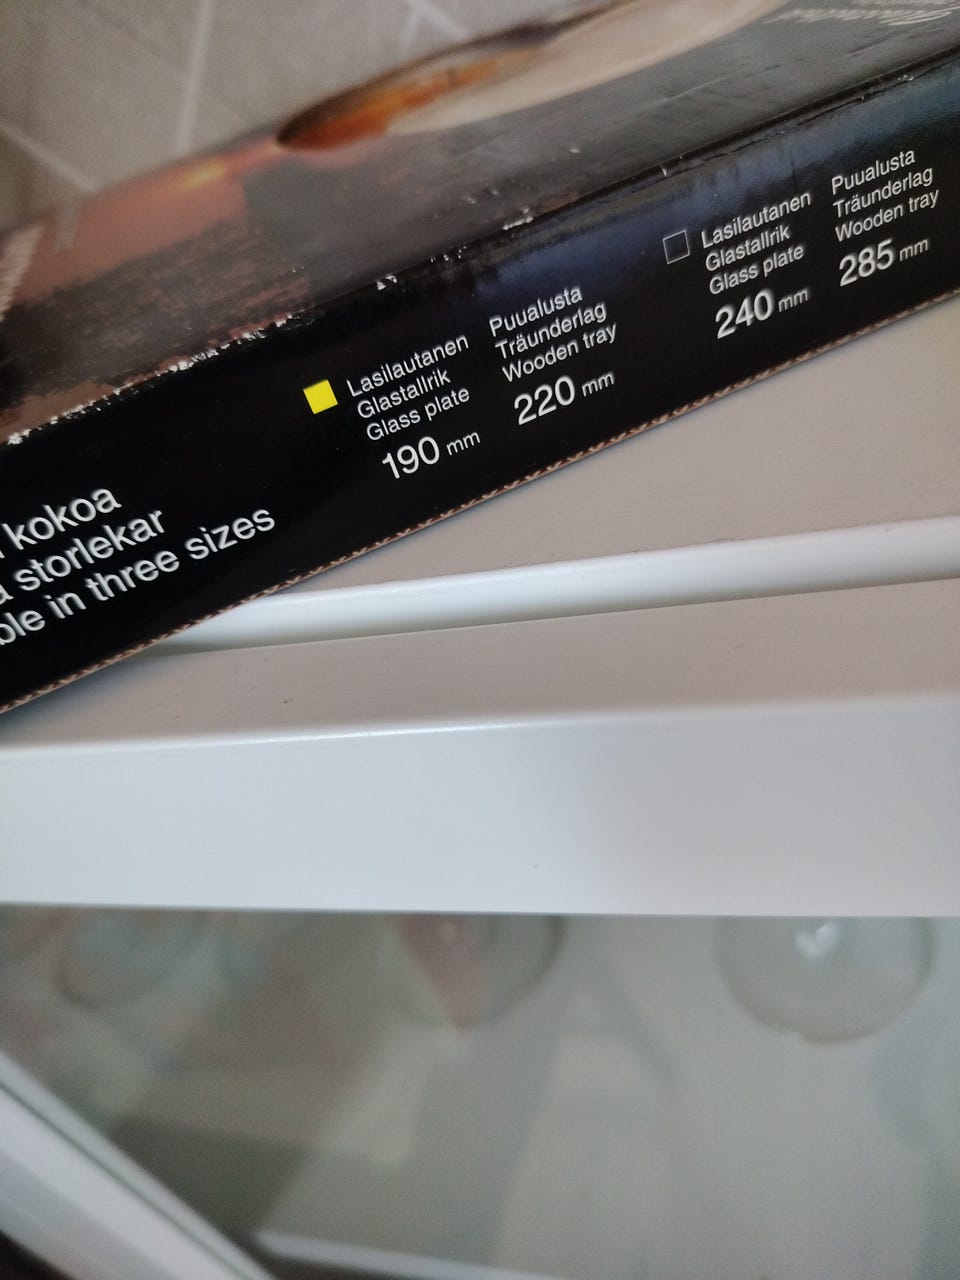 kokoa
storlekar
in three sizes
Lasilautanen
Glastallrik
Glass plate
190 mm
Puualusta
Träunderlag
Wooden tray
220 mm
Lasilautanen
Glastallrik
Glass plate
240 mm
Puualusta
Träunderlag
Wooden tray
285 mm